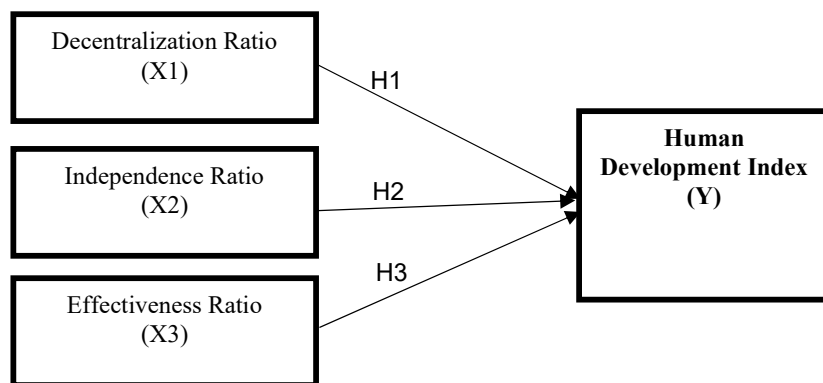 Decentralization Ratio
(X1)
H1
Human
Development Index
(Y)
Independence Ratio
(X2)
H2
H3
Effectiveness Ratio
(X3)